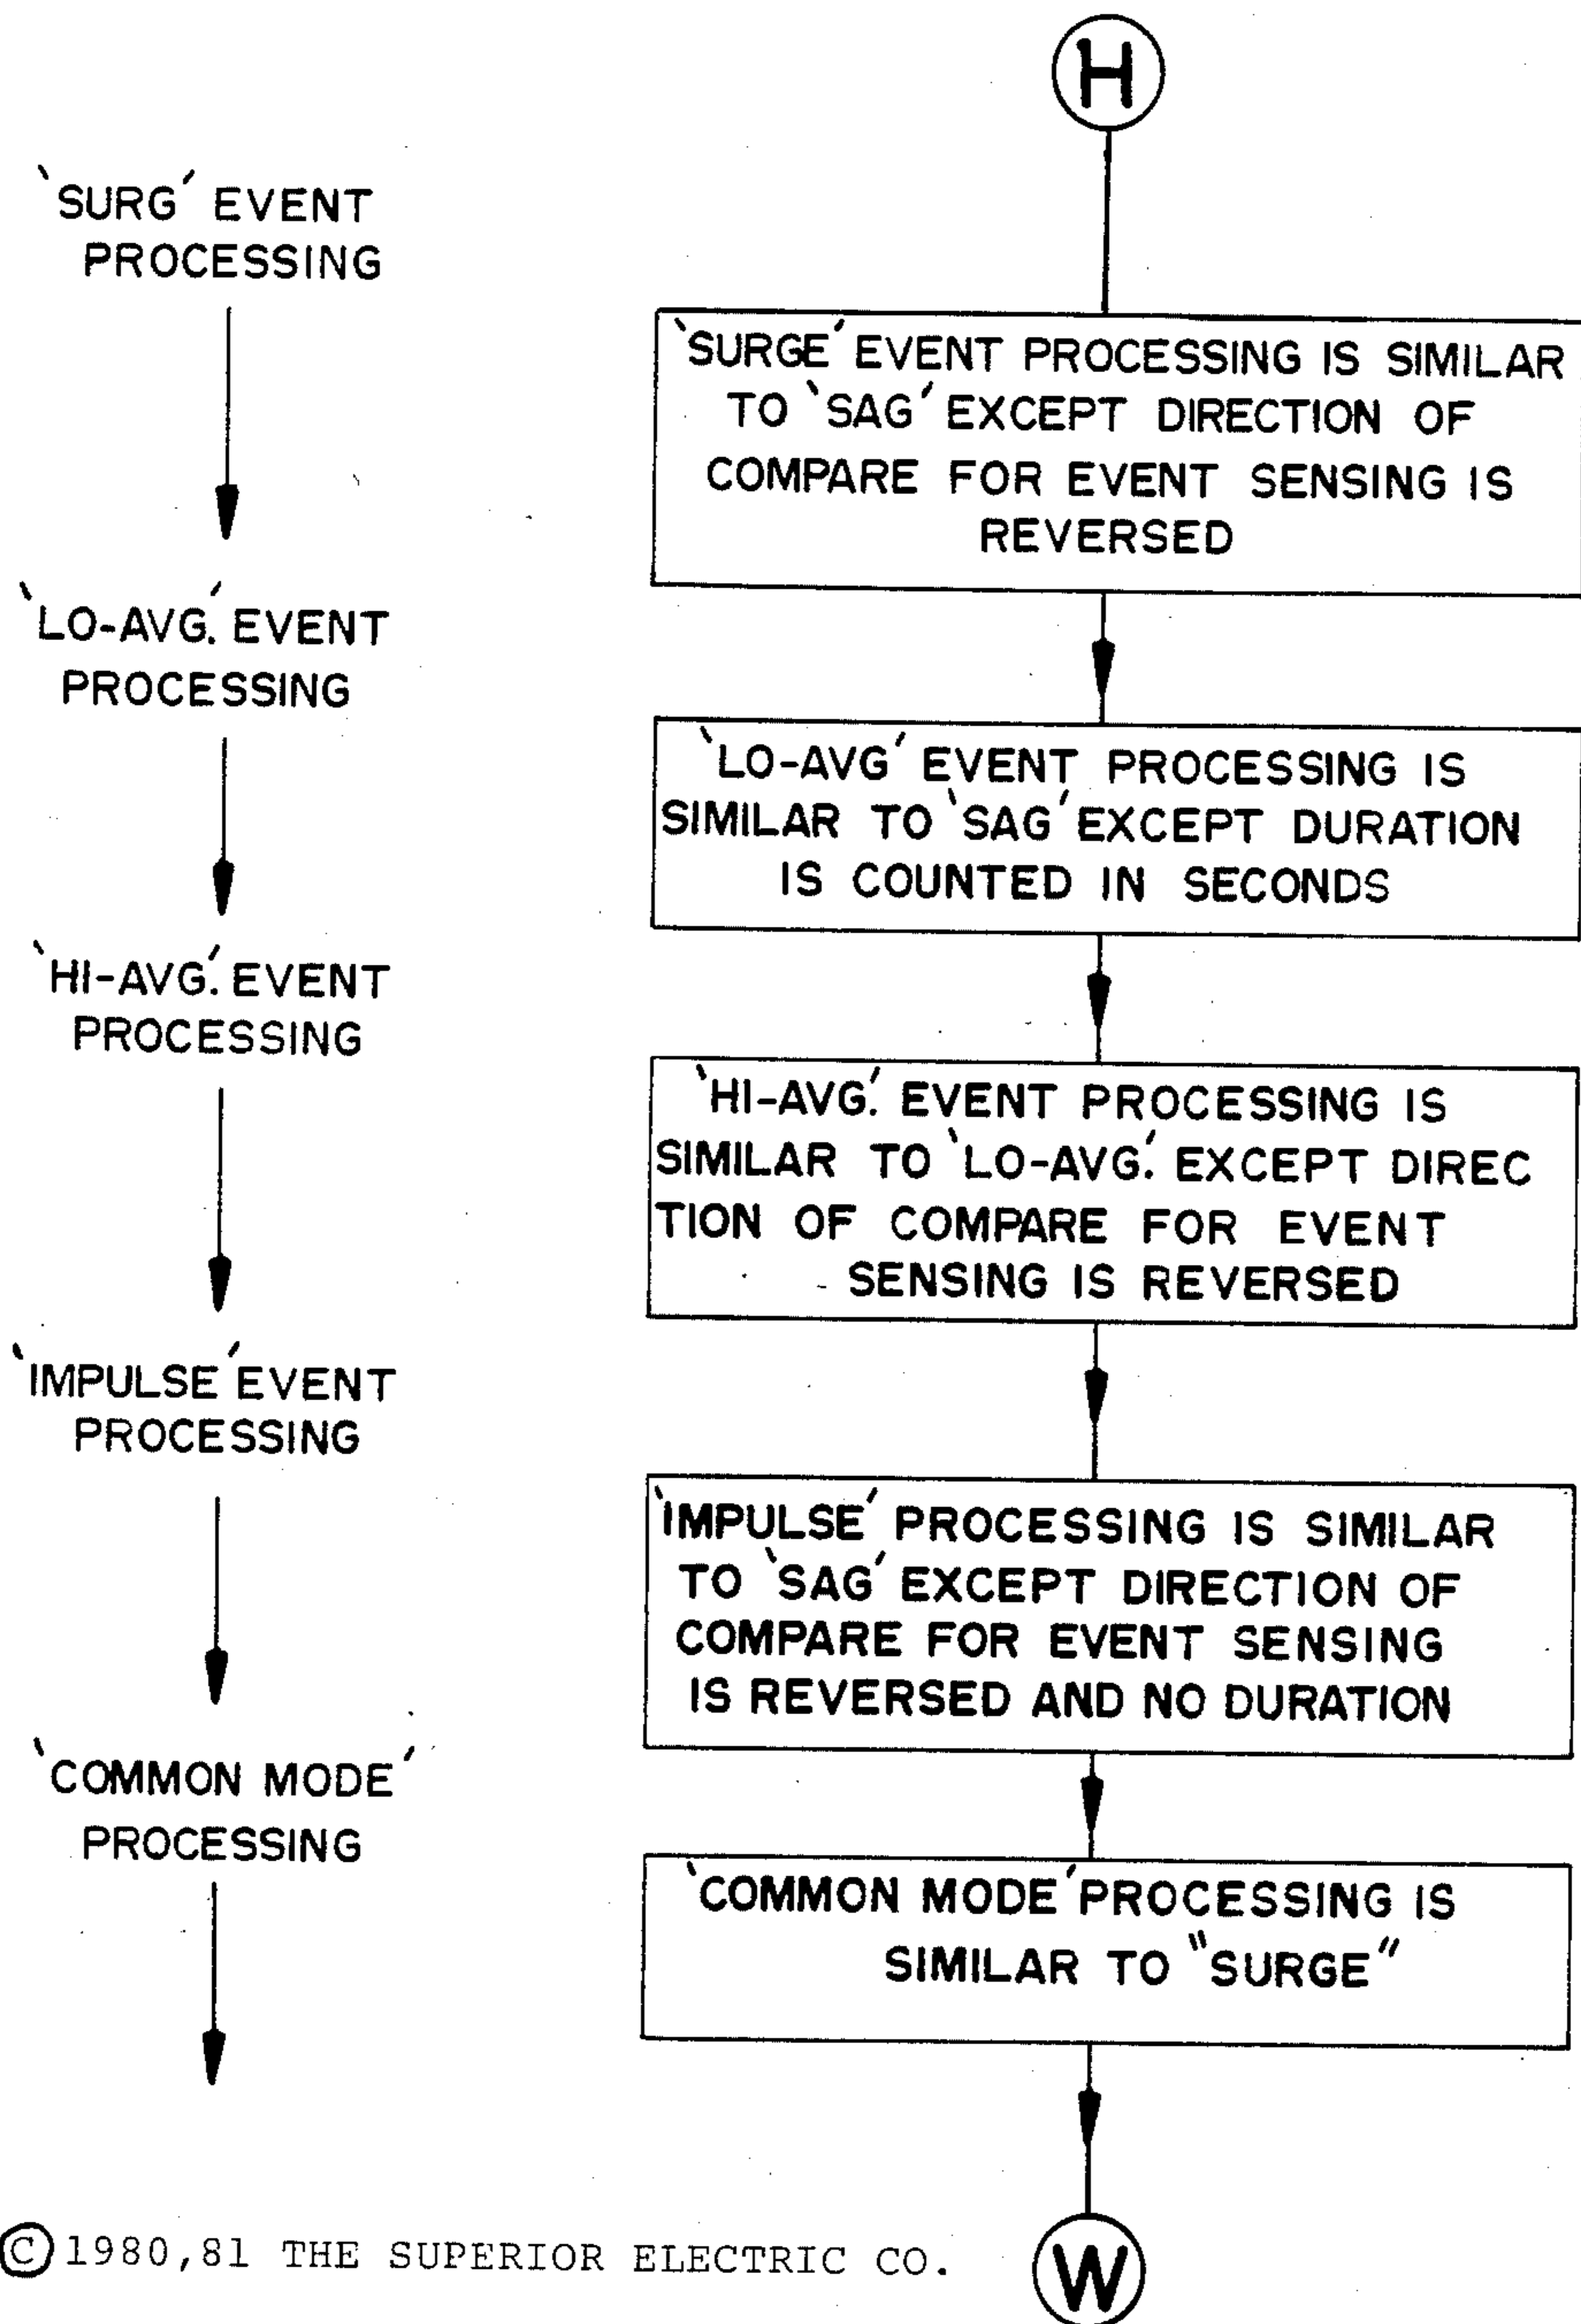 H
'SURG' EVENT
PROCESSING
'LO-AVG.' EVENT
PROCESSING
'HI-AVG.' EVENT
PROCESSING
'IMPULSE' EVENT
PROCESSING
'COMMON MODE'
PROCESSING
'SURGE' EVENT PROCESSING IS SIMILAR
TO 'SAG' EXCEPT DIRECTION OF
COMPARE FOR EVENT SENSING IS
REVERSED
'LO-AVG' EVENT PROCESSING IS
SIMILAR TO 'SAG' EXCEPT DURATION
IS COUNTED IN SECONDS
'HI-AVG.' EVENT PROCESSING IS
SIMILAR TO 'LO-AVG.' EXCEPT DIREC
TION OF COMPARE FOR EVENT
SENSING IS REVERSED
'IMPULSE' PROCESSING IS SIMILAR
TO 'SAG' EXCEPT DIRECTION OF
COMPARE FOR EVENT SENSING
IS REVERSED AND NO DURATION
'COMMON MODE' PROCESSING IS
SIMILAR TO "SURGE"
W
© 1980,81 THE SUPERIOR ELECTRIC CO.